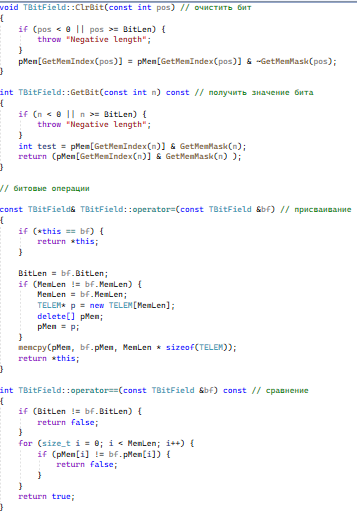 void TBitField::ClrBit(const int pos) // очистить бит
{
    if (pos < 0 || pos >= BitLen) {
        throw "Negative length";
    }
    pMem[GetMemIndex(pos)] = pMem[GetMemIndex(pos)] & ~GetMemMask(pos);
}
int TBitField::GetBit(const int n) const // получить значение бита
{
    if (n < 0 || n >= BitLen) {
        throw "Negative length";
    }
    int test = pMem[GetMemIndex(n)] & GetMemMask(n);
    return (pMem[GetMemIndex(n)] & GetMemMask(n) );
}
// битовые операции
const TBitField& TBitField::operator=(const TBitField &bf) // присваивание
{
    if (*this == bf) {
        return *this;
    }
    BitLen = bf.BitLen;
    if (MemLen != bf.MemLen) {
        MemLen = bf.MemLen;
        TELEM* p = new TELEM[MemLen];
        delete[] pMem;
        pMem = p;
    }
    memcpy(pMem, bf.pMem, MemLen * sizeof(TELEM));
    return *this;
}
int TBitField::operator==(const TBitField &bf) const // сравнение
{
    if (BitLen != bf.BitLen) {
        return false;
    }
    for (size_t i = 0; i < MemLen; i++) {
        if (pMem[i] != bf.pMem[i]) {
            return false;
        }
    }
    return true;
}